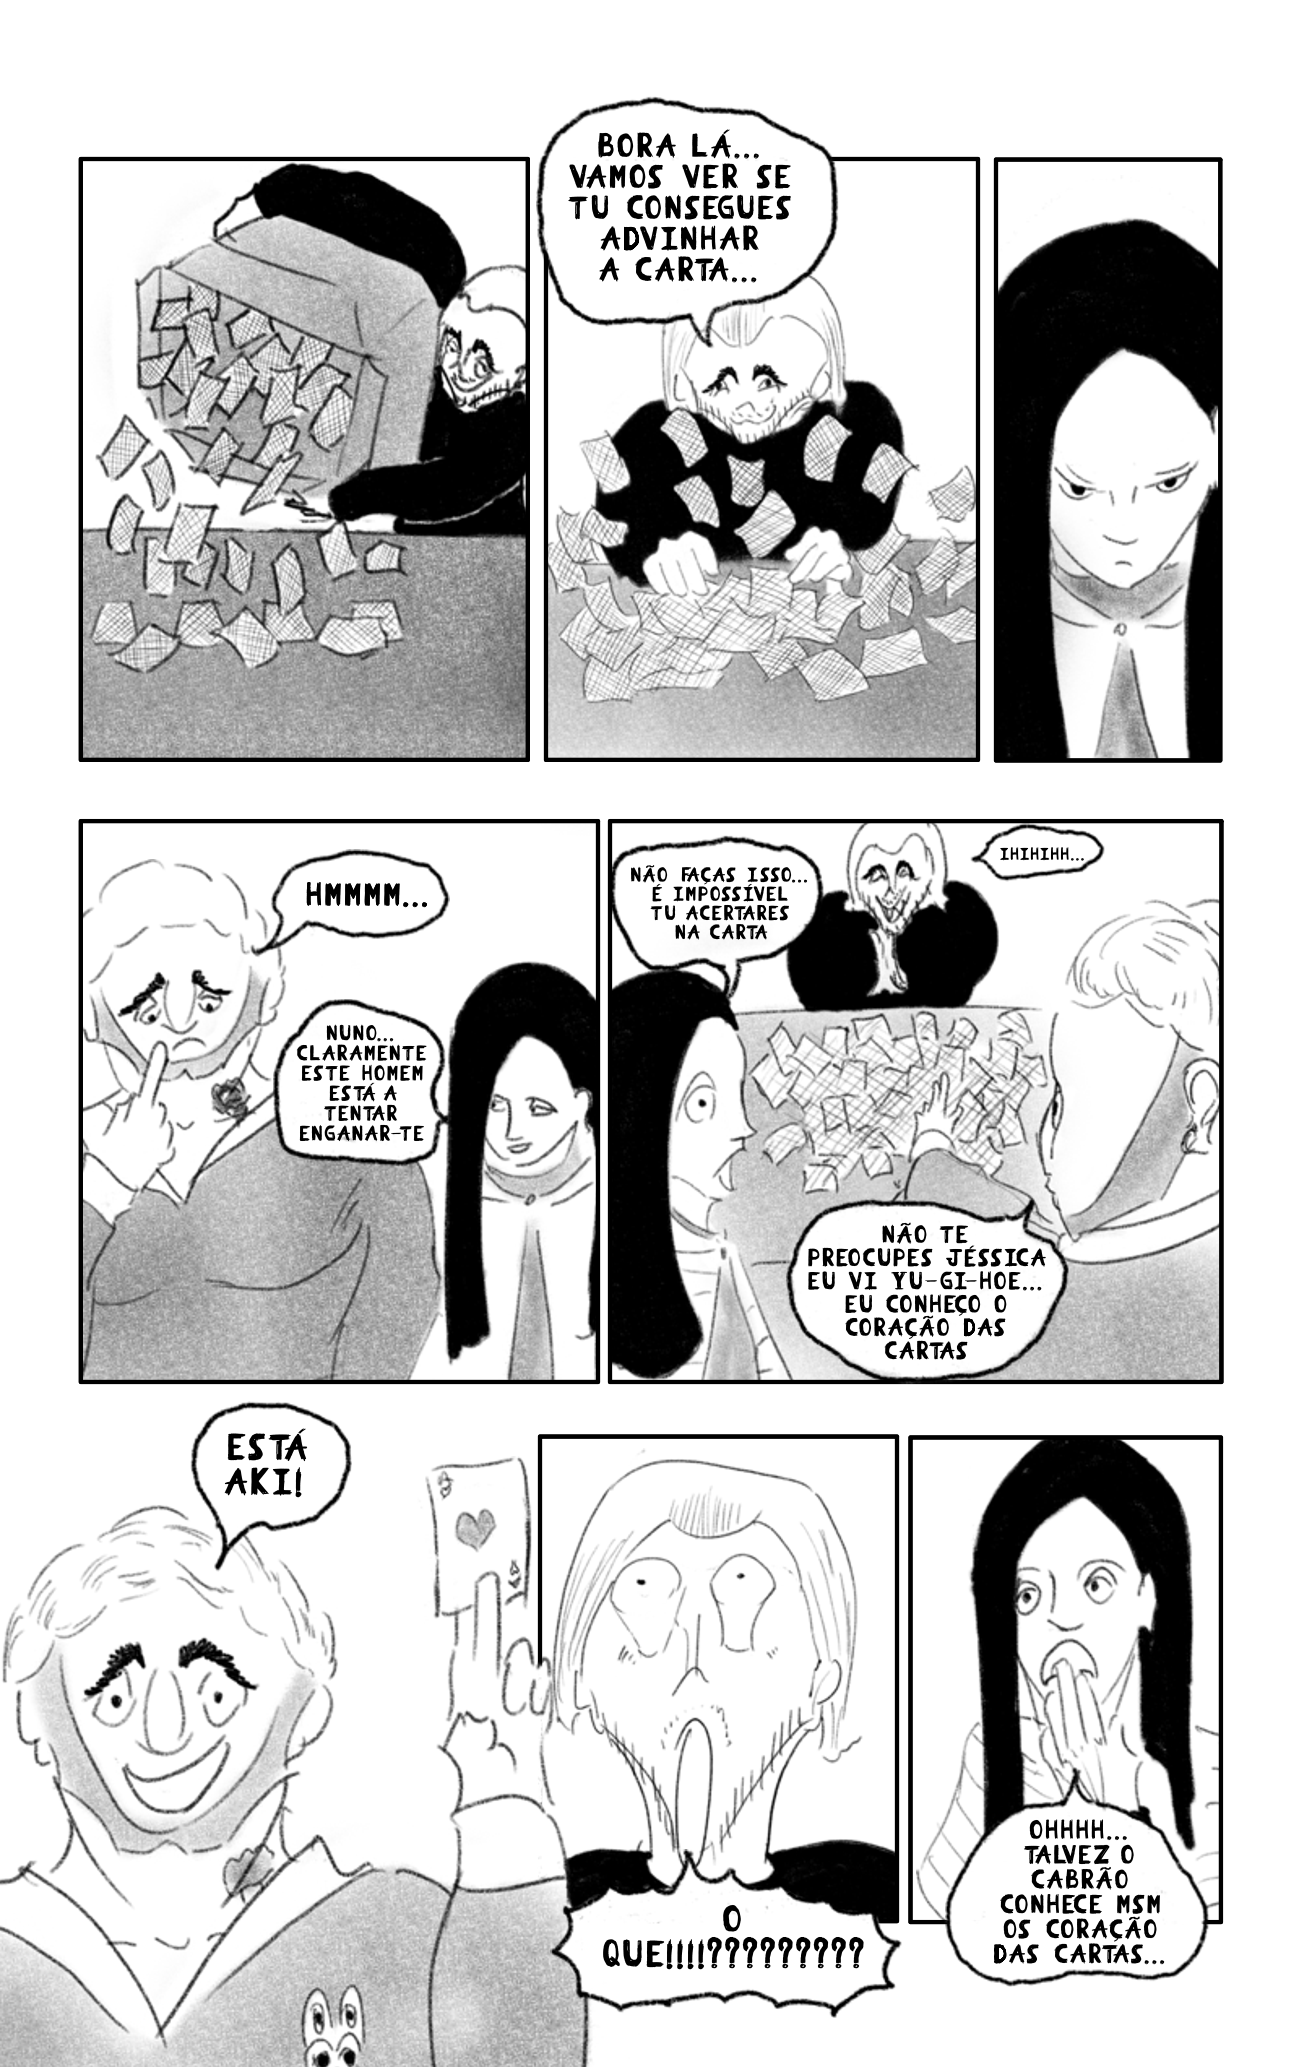 BORA LÁ...
VAMOS VER SE
TU CONSEGUES
ADVINHAR
A CARTA...
HMMMM...
NUNO...
CLARAMENTE
ESTE HOMEM
ESTÁ A
TENTAR
ENGANAR-TE
NÃO FAÇAS ISSO...
É IMPOSSÍVEL
TU ACERTARES
NA CARTA
IHIHIHH...
NÃO TE
PREOCUPES JÉSSICA
EU VI YU-GI-HOE...
EU CONHEÇO O
CORAÇÃO DAS
CARTAS
ESTÁ
AKI!
O
QUE!!!!?????????
OHHHH...
TALVEZ O
CABRÃO
CONHECE MSM
OS CORAÇÃO
DAS CARTAS...